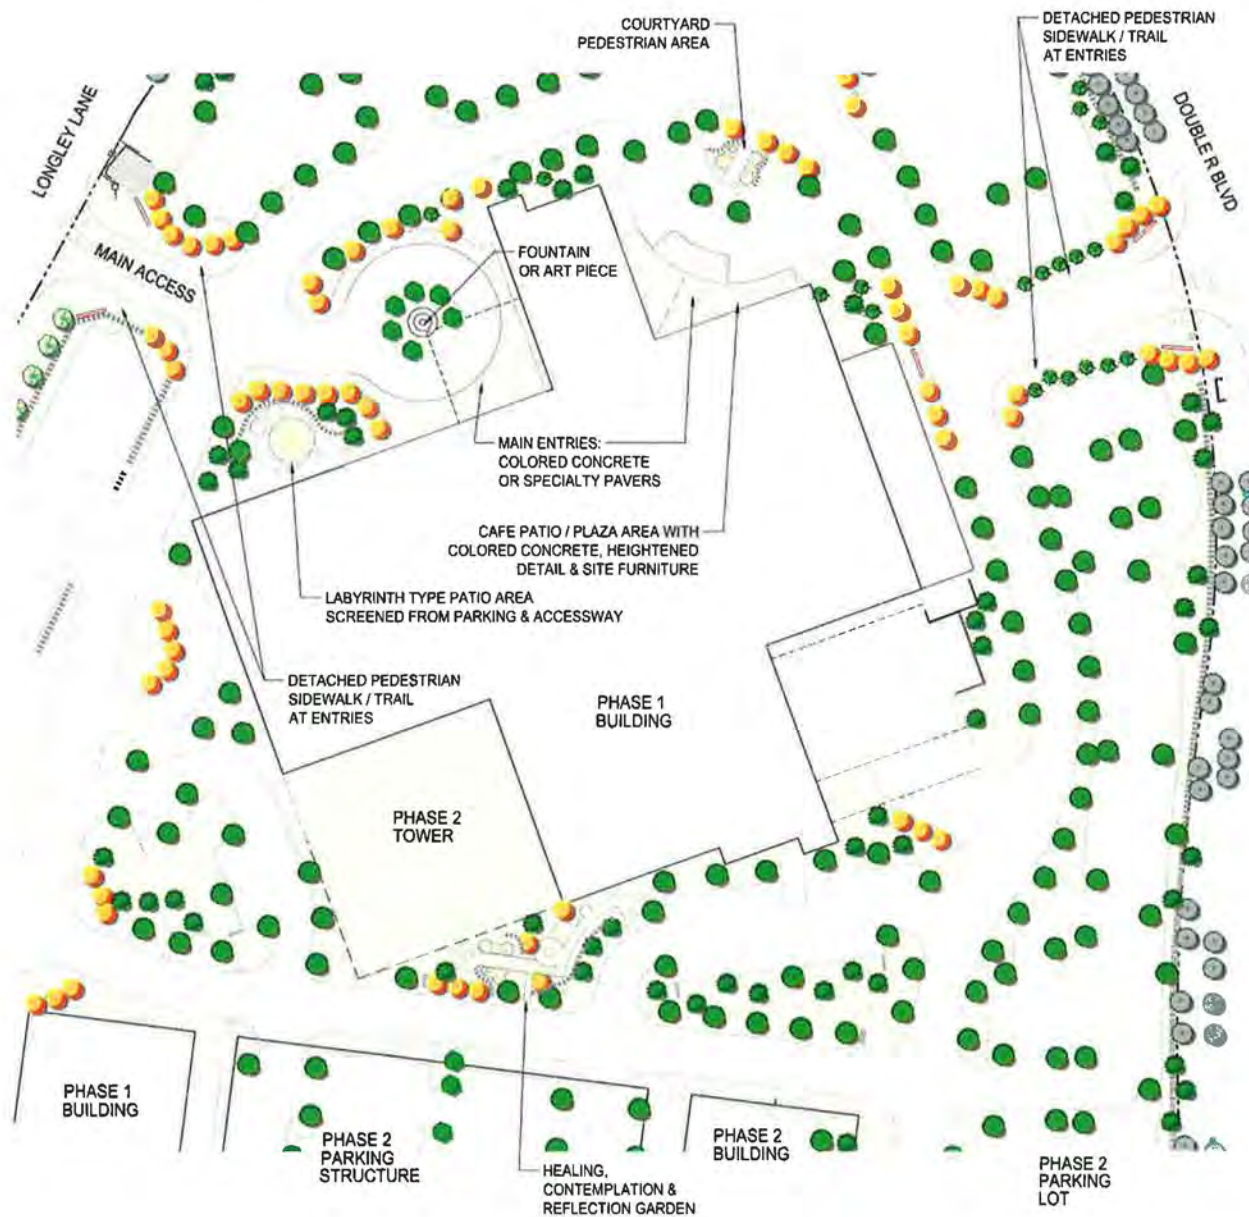 COURTYARD
PEDESTRIAN AREA
DETACHED PEDESTRIAN
SIDEWALK / TRAIL
AT ENTRIES
LONGLEY LANE
DOUBLE R BLVD
MAIN ACCESS
FOUNTAIN
OR ART PIECE
MAIN ENTRIES:
COLORED CONCRETE
OR SPECIALTY PAVERS
CAFE PATIO / PLAZA AREA WITH
COLORED CONCRETE, HEIGHTENED
DETAIL & SITE FURNITURE
LABYRINTH TYPE PATIO AREA
SCREENED FROM PARKING & ACCESSWAY
DETACHED PEDESTRIAN
SIDEWALK / TRAIL
AT ENTRIES
PHASE 1
BUILDING
PHASE 2
TOWER
PHASE 1
BUILDING
PHASE 2
PARKING
STRUCTURE
PHASE 2
BUILDING
HEALING,
CONTEMPLATION &
REFLECTION GARDEN
PHASE 2
PARKING
LOT